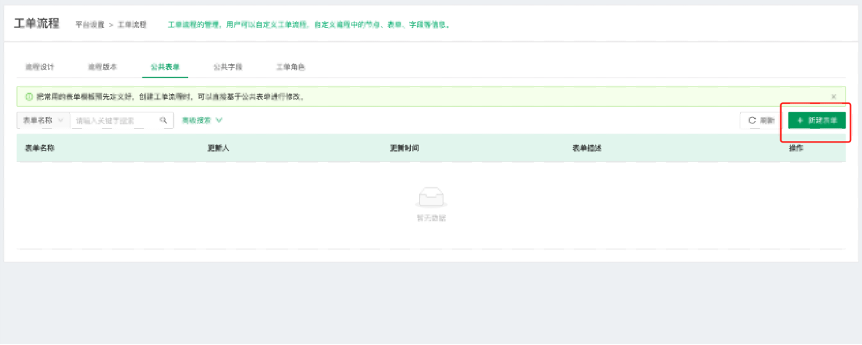 工单流程 平台设置 > 工单流程 工单流程的管理，用户可以自定义工单流程，自定义流程中的节点、表单、字段等信息。
流程设计 流程版本 公共表单 公共字段 工单角色
把常用的表单模板预先定义好，创建工单流程时，可以直接基于公共表单进行修改。 ×
表单名称 请输入关键字搜索 高级搜索 刷新 + 新建表单
表单名称 更新人 更新时间 表单描述 操作
暂无数据